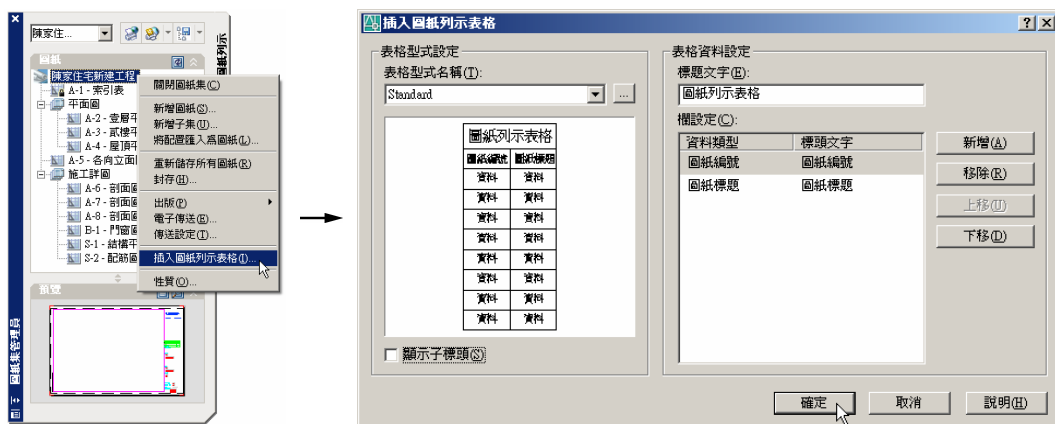 陳家住...
圖紙
陳家住宅新建工程
A-1 - 索引表
平面圖
A-2 - 壹層平
A-3 - 貳樓平
A-4 - 屋頂平
A-5 - 各向立面
施工詳圖
A-6 - 剖面
A-7 - 剖面
A-8 - 剖面
B-1 - 門窗
S-1 - 結構平
S-2 - 配筋
圖紙列示
預覽
圖紙集管理員
關閉圖紙集(C)
新增圖紙(S)...
新增子集(U)...
將配置匯入為圖紙(L)...
重新儲存所有圖紙(R)
封存(H)...
出版(P)
電子傳送(E)...
傳送設定(T)...
插入圖紙列示表格(I)...
性質(O)...
插入圖紙列示表格
表格型式設定
表格型式名稱(T):
Standard
...
圖紙列示表格
圖紙編號 圖紙標題
資料 資料
資料 資料
資料 資料
資料 資料
資料 資料
資料 資料
資料 資料
資料 資料
顯示子標頭(S)
表格資料設定
標題文字(E):
圖紙列示表格
欄設定(C):
資料類型 標頭文字
圖紙編號 圖紙編號
圖紙標題 圖紙標題
新增(A)
移除(R)
上移(U)
下移(D)
確定 取消 說明(H)